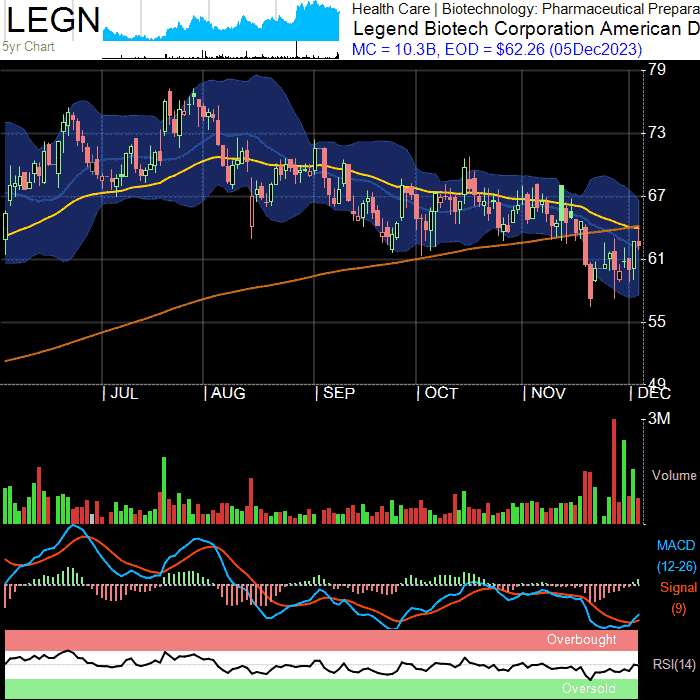 LEGN
5yr Chart
Health Care | Biotechnology: Pharmaceutical Prepara
Legend Biotech Corporation American D
MC = 10.3B, EOD = $62.26 (05Dec2023)
79
73
67
61
55
49
| JUL | AUG | SEP | OCT | NOV | DEC
3M
Volume
MACD
(12-26)
Signal
(9)
Overbought
RSI(14)
Oversold